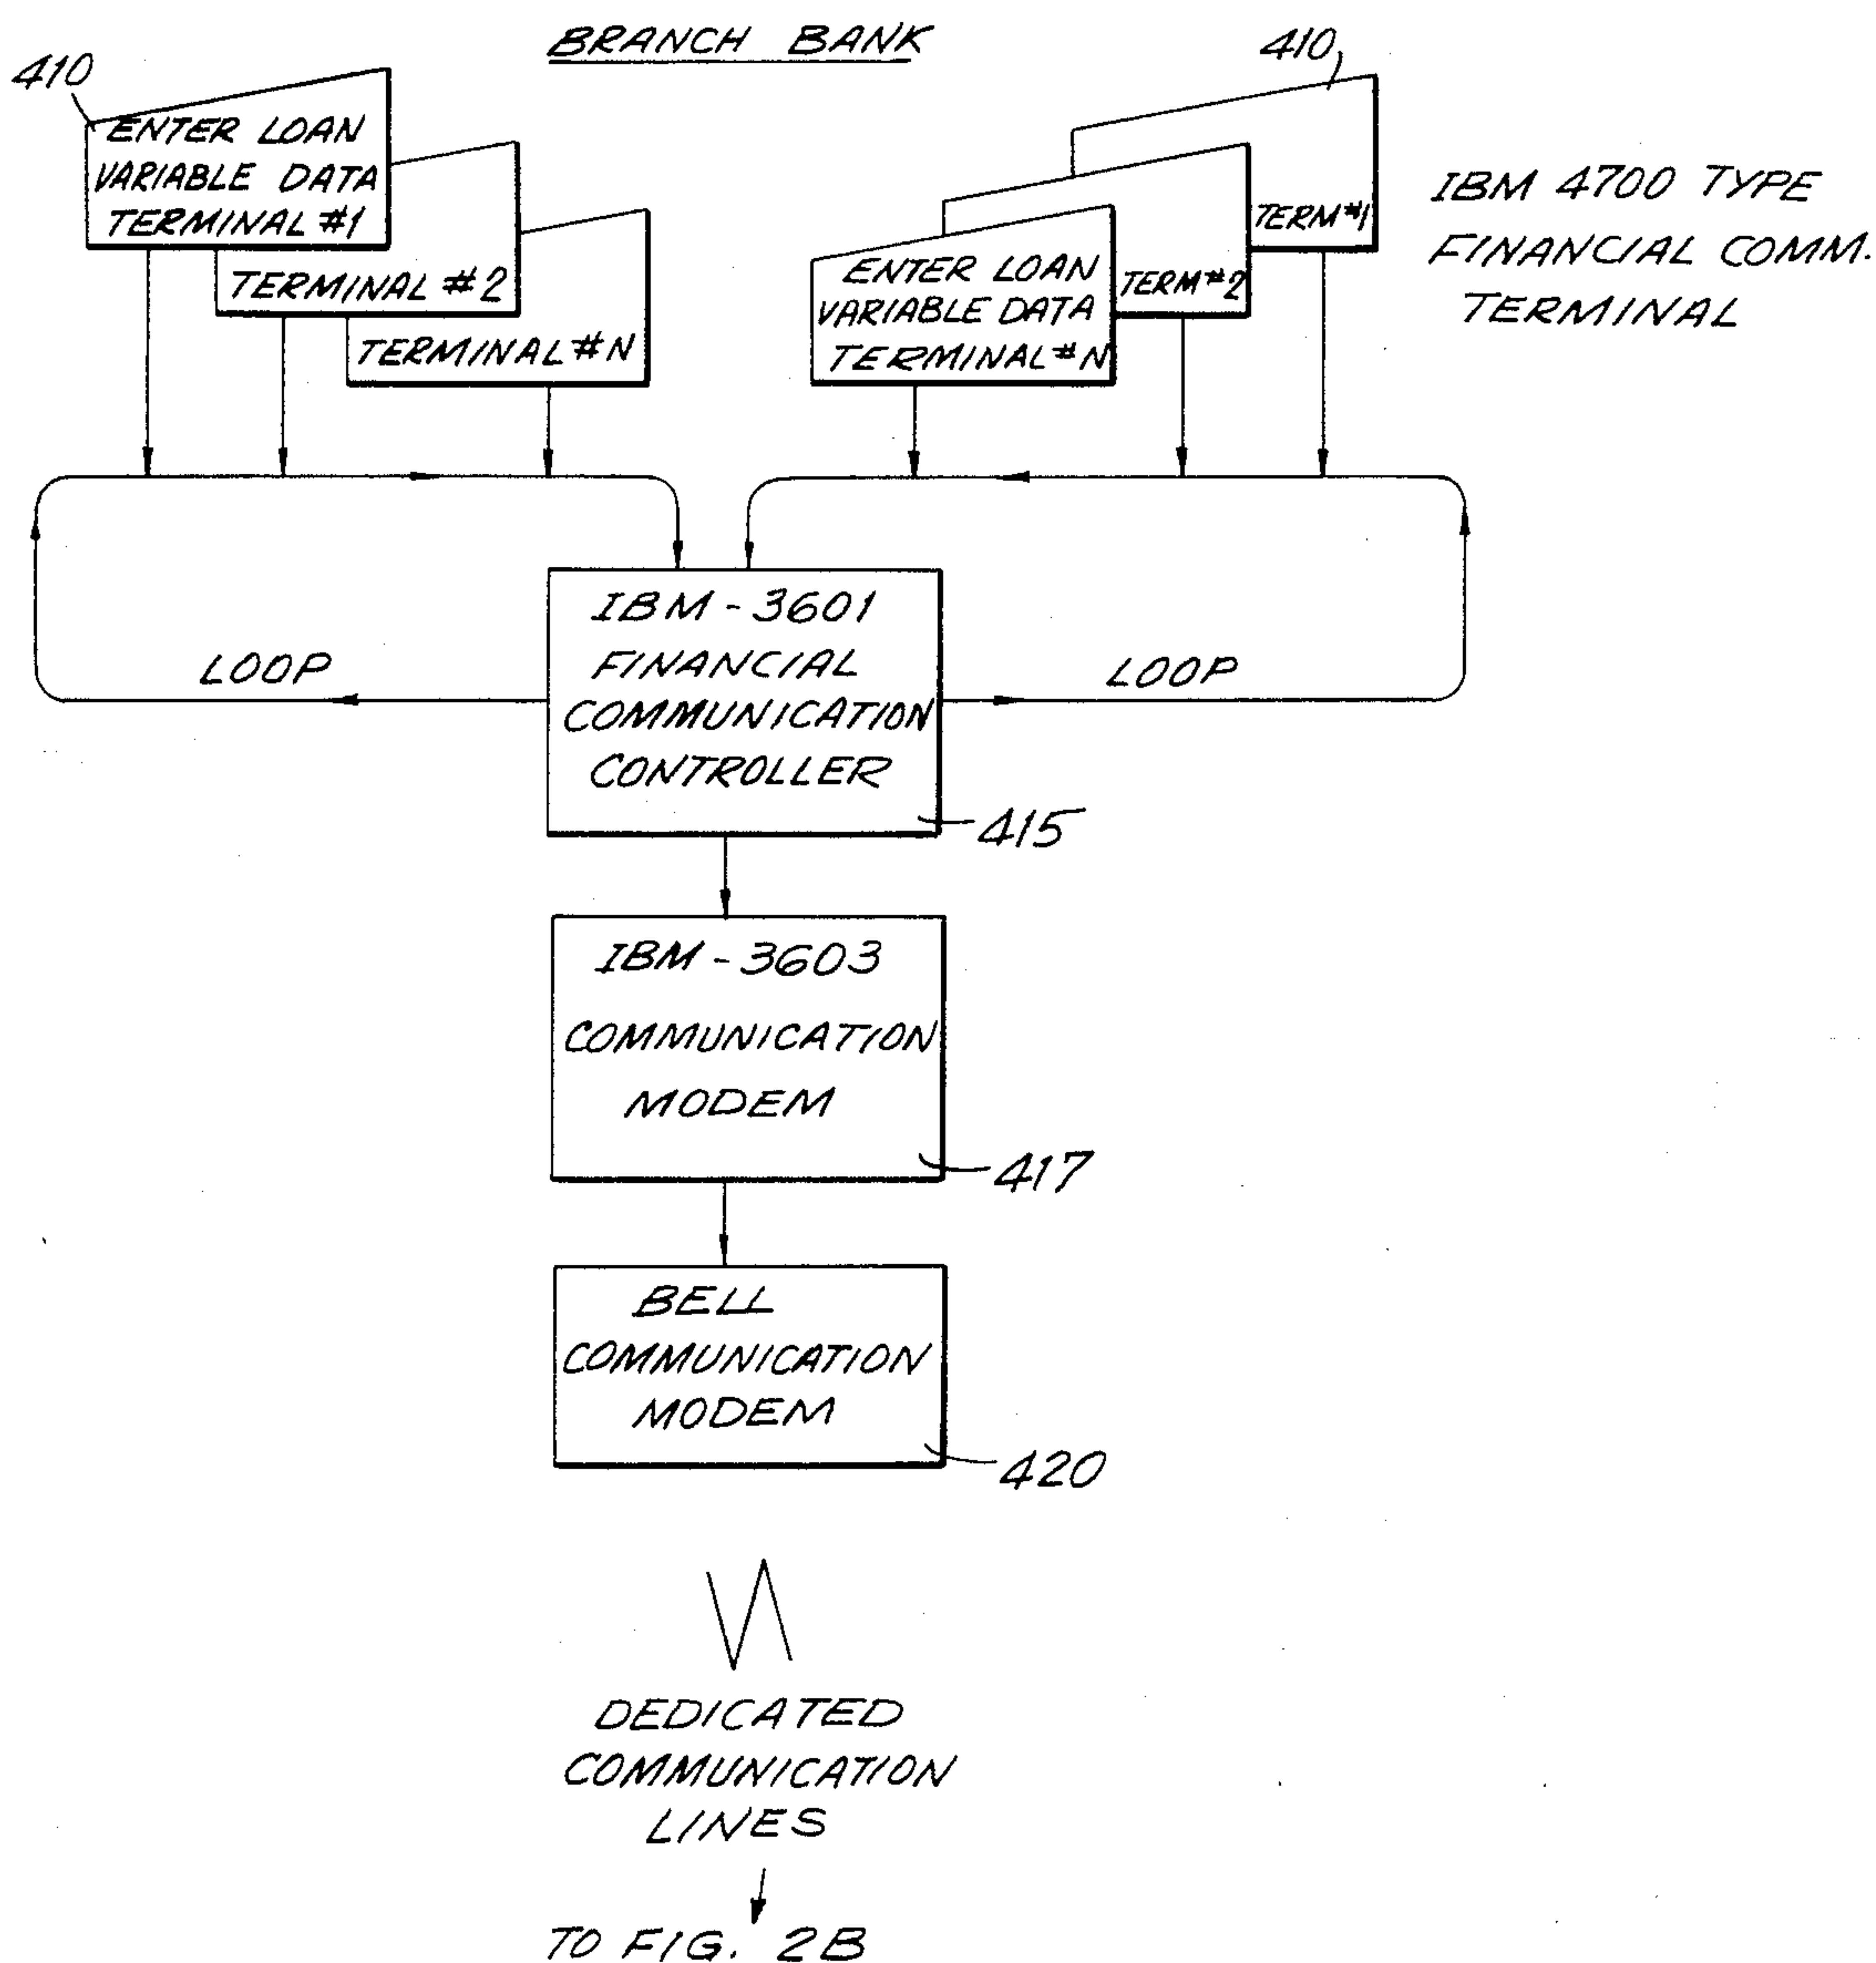 BRANCH BANK
410
410
ENTER LOAN
VARIABLE DATA
TERMINAL #1
TERMINAL #2
TERMINAL #N
TERM #1
TERM #2
ENTER LOAN
VARIABLE DATA
TERMINAL #N
IBM 4700 TYPE
FINANCIAL COMM.
TERMINAL
LOOP
LOOP
IBM - 3601
FINANCIAL
COMMUNICATION
CONTROLLER
415
IBM - 3603
COMMUNICATION
MODEM
417
BELL
COMMUNICATION
MODEM
420
DEDICATED
COMMUNICATION
LINES
TO FIG. 2B